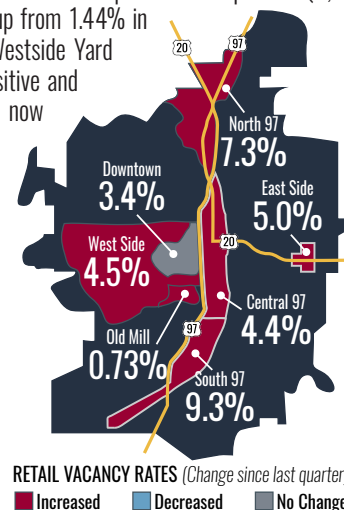 up from 1.44% in
Westside Yard
sitive and
now
20
97
North 97
7.3%
Downtown
3.4%
East Side
5.0%
West Side
4.5%
20
Central 97
4.4%
Old Mill
0.73%
97
South 97
9.3%
RETAIL VACANCY RATES (Change since last quarter)
Increased Decreased No Change